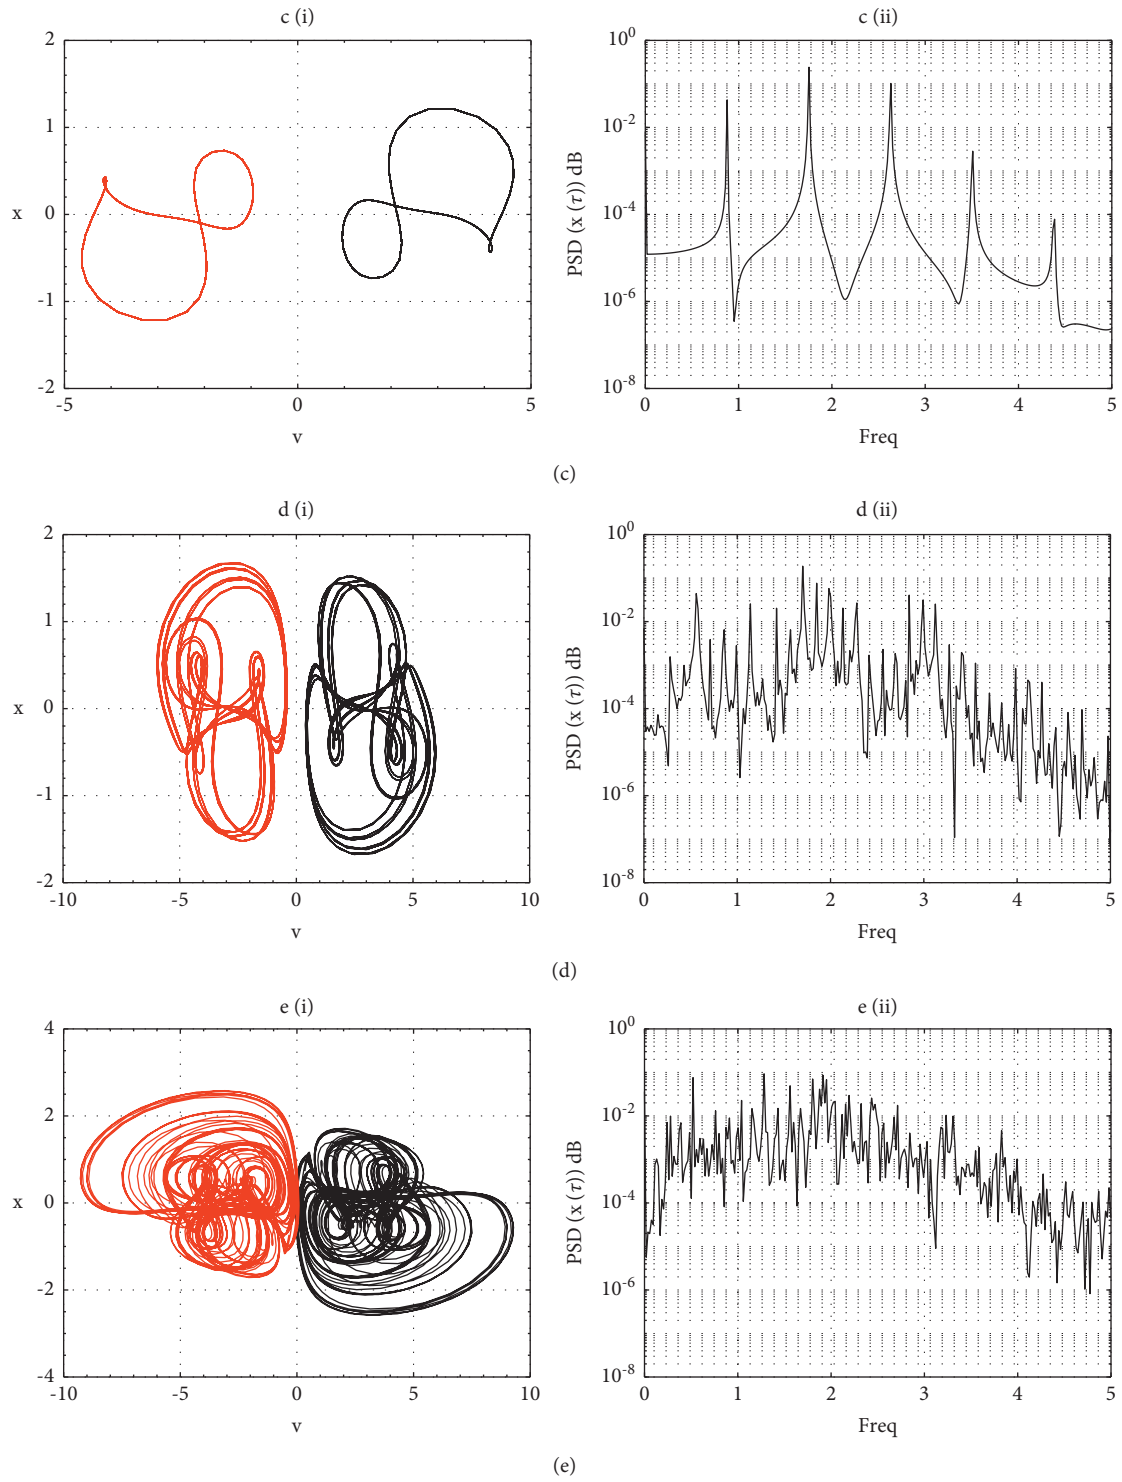 c (i)
2
1
0
-1
-2
x
-5
0
5
v
c (ii)
10^0
10^-2
10^-4
10^-6
10^-8
PSD (x (τ)) dB
0
1
2
3
4
5
Freq
(c)
d (i)
2
1
0
-1
-2
x
-10
-5
0
5
10
v
d (ii)
10^0
10^-2
10^-4
10^-6
10^-8
PSD (x (τ)) dB
0
1
2
3
4
5
Freq
(d)
e (i)
4
2
0
-2
-4
x
-10
-5
0
5
10
v
e (ii)
10^0
10^-2
10^-4
10^-6
10^-8
PSD (x (τ)) dB
0
1
2
3
4
5
Freq
(e)